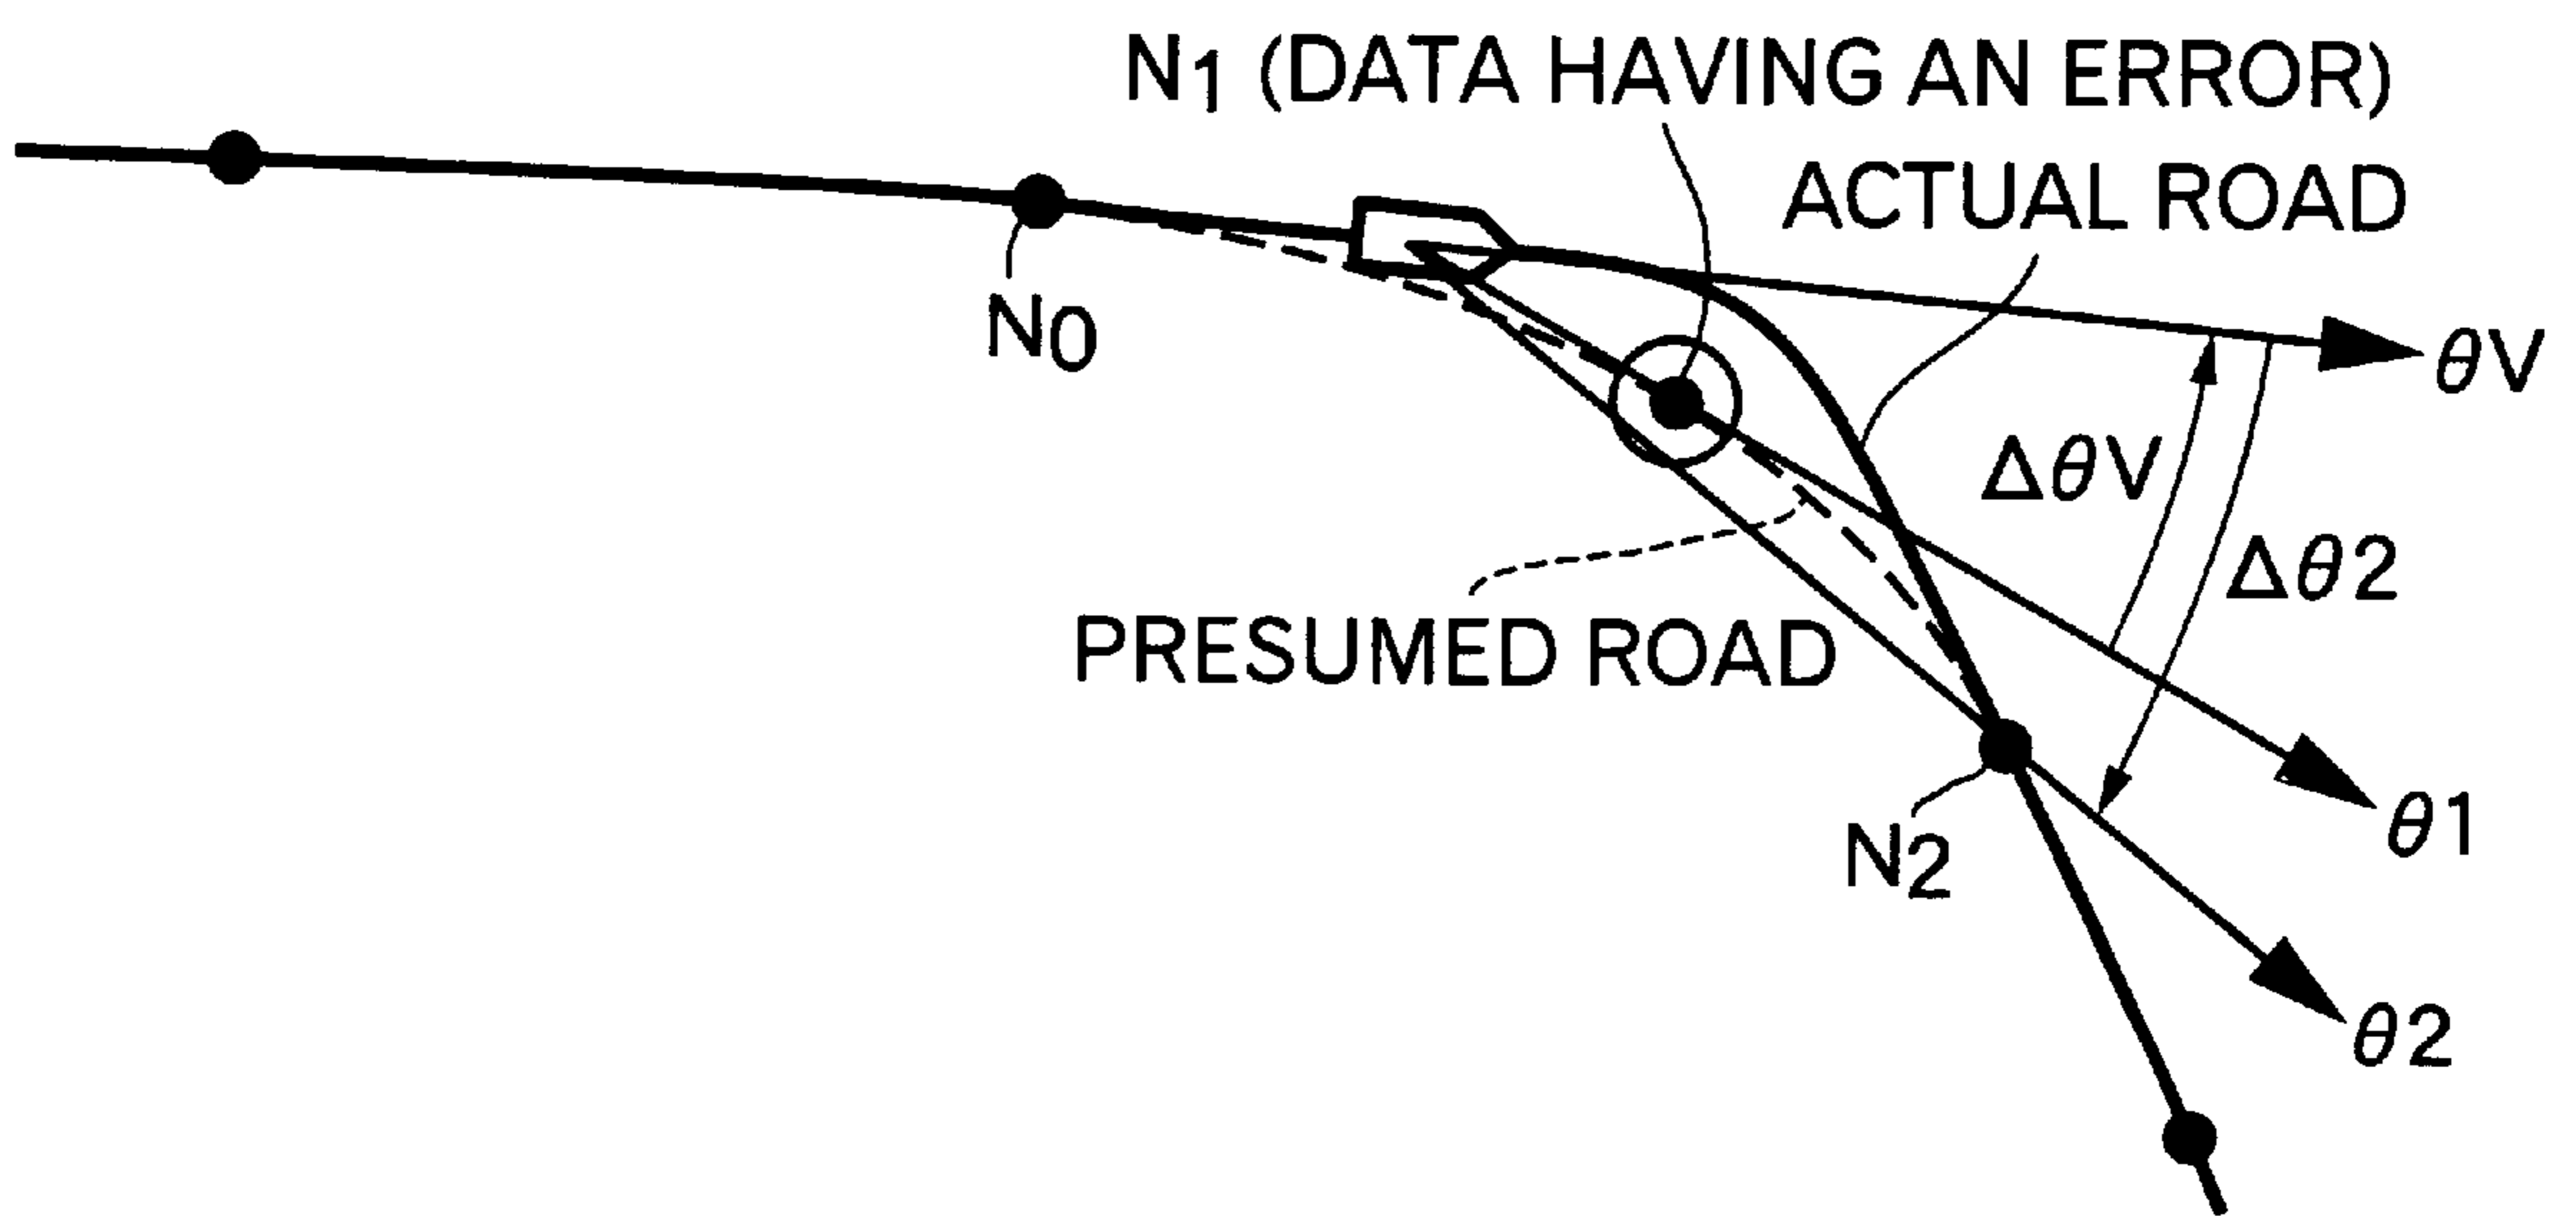 N1 (DATA HAVING AN ERROR)
ACTUAL ROAD
N0
θV
ΔθV
Δθ2
PRESUMED ROAD
θ1
N2
θ2